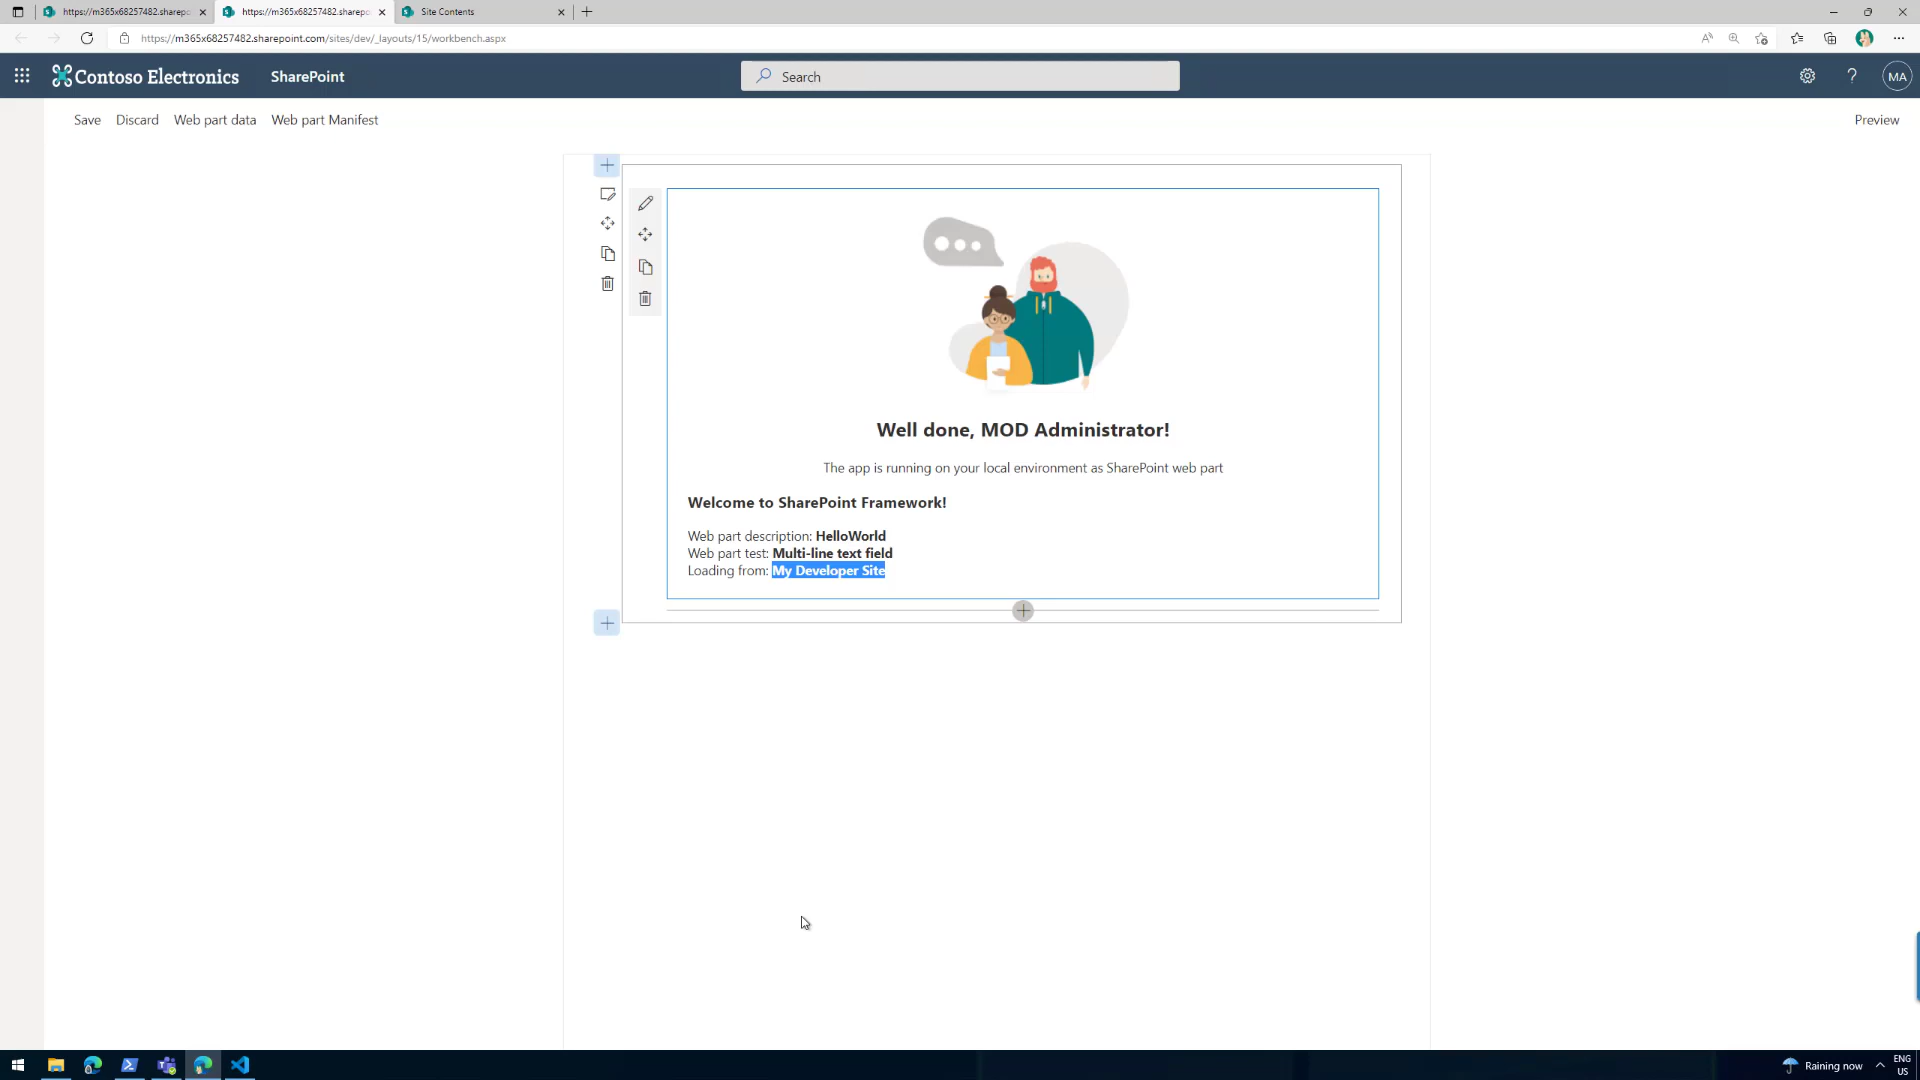 https://m365x68257482.sharepo
https://m365x68257482.sharepo
Site Contents
https://m365x68257482.sharepoint.com/sites/dev/_layouts/15/workbench.aspx
Contoso Electronics
SharePoint
Search
MA
Save
Discard
Web part data
Web part Manifest
Preview
Well done, MOD Administrator!
The app is running on your local environment as SharePoint web part
Welcome to SharePoint Framework!
Web part description: HelloWorld
Web part test: Multi-line text field
Loading from: My Developer Site
Raining now
ENG
US